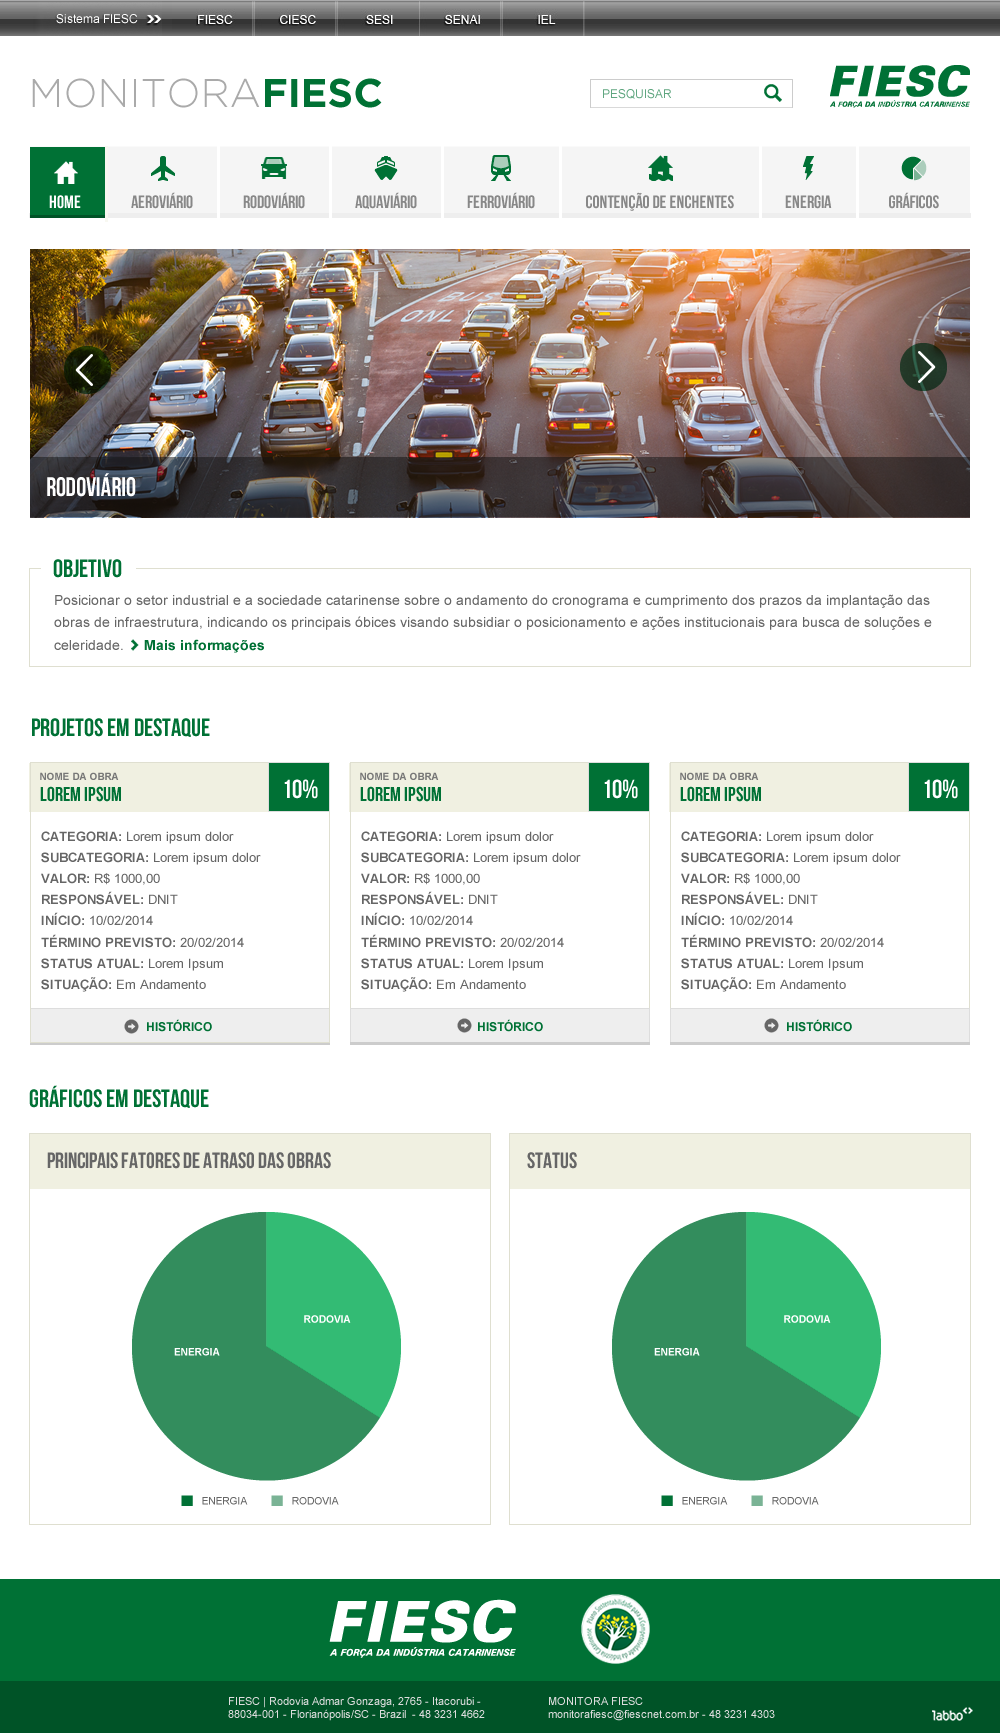 Sistema FIESC
FIESC
CIESC
SESI
SENAI
IEL
MONITORAFIESC
PESQUISAR
FIESC
A FORÇA DA INDÚSTRIA CATARINENSE
HOME
AEROVIÁRIO
RODOVIÁRIO
AQUAVIÁRIO
FERROVIÁRIO
CONTENÇÃO DE ENCHENTES
ENERGIA
GRÁFICOS
BUS
ONLY
RODOVIÁRIO
OBJETIVO
Posicionar o setor industrial e a sociedade catarinense sobre o andamento do cronograma e cumprimento dos prazos da implantação das
obras de infraestrutura, indicando os principais óbices visando subsidiar o posicionamento e ações institucionais para busca de soluções e
celeridade. Mais informações
PROJETOS EM DESTAQUE
NOME DA OBRA
LOREM IPSUM
10%
CATEGORIA: Lorem ipsum dolor
SUBCATEGORIA: Lorem ipsum dolor
VALOR: R$ 1000,00
RESPONSÁVEL: DNIT
INÍCIO: 10/02/2014
TÉRMINO PREVISTO: 20/02/2014
STATUS ATUAL: Lorem Ipsum
SITUAÇÃO: Em Andamento
HISTÓRICO
NOME DA OBRA
LOREM IPSUM
10%
CATEGORIA: Lorem ipsum dolor
SUBCATEGORIA: Lorem ipsum dolor
VALOR: R$ 1000,00
RESPONSÁVEL: DNIT
INÍCIO: 10/02/2014
TÉRMINO PREVISTO: 20/02/2014
STATUS ATUAL: Lorem Ipsum
SITUAÇÃO: Em Andamento
HISTÓRICO
NOME DA OBRA
LOREM IPSUM
10%
CATEGORIA: Lorem ipsum dolor
SUBCATEGORIA: Lorem ipsum dolor
VALOR: R$ 1000,00
RESPONSÁVEL: DNIT
INÍCIO: 10/02/2014
TÉRMINO PREVISTO: 20/02/2014
STATUS ATUAL: Lorem Ipsum
SITUAÇÃO: Em Andamento
HISTÓRICO
GRÁFICOS EM DESTAQUE
PRINCIPAIS FATORES DE ATRASO DAS OBRAS
RODOVIA
ENERGIA
ENERGIA
RODOVIA
STATUS
RODOVIA
ENERGIA
ENERGIA
RODOVIA
FIESC
A FORÇA DA INDÚSTRIA CATARINENSE
Plano Sustentabilidade para a Competitividade da Indústria Catarinense
FIESC | Rodovia Admar Gonzaga, 2765 - Itacorubi -
88034-001 - Florianópolis/SC - Brazil - 48 3231 4662
MONITORA FIESC
monitorafiesc@fiescnet.com.br - 48 3231 4303
labbo